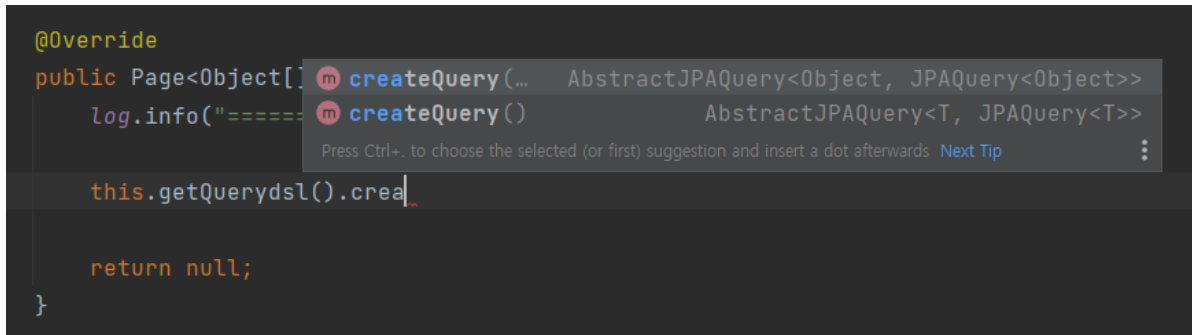 @Override
public Page<Object[]
createQuery(… AbstractJPAQuery<Object, JPAQuery<Object>>
log.info("======
createQuery() AbstractJPAQuery<T, JPAQuery<T>>
Press Ctrl+. to choose the selected (or first) suggestion and insert a dot afterwards Next Tip
this.getQuerydsl().crea
return null;
}